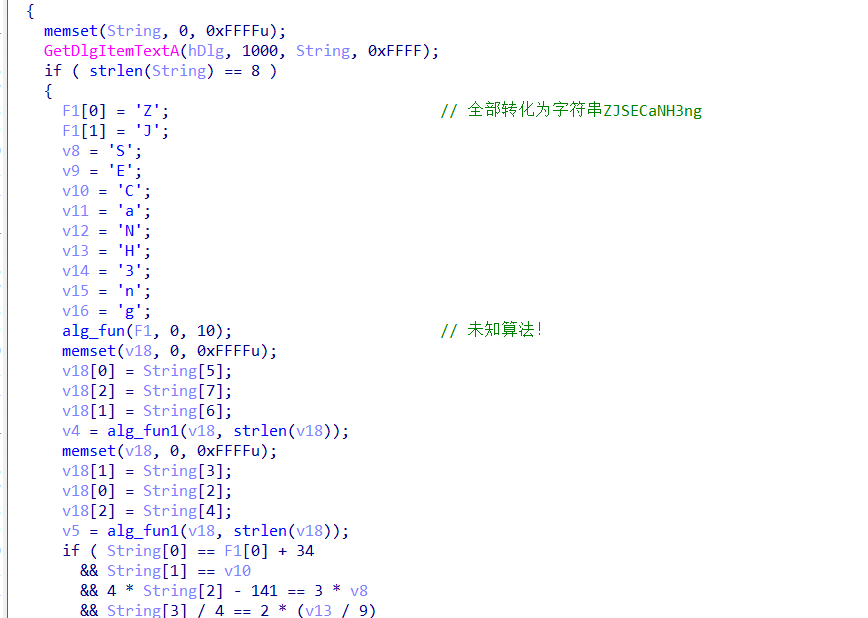 {
memset(String, 0, 0xFFFFu);
GetDlgItemTextA(hDlg, 1000, String, 0xFFFF);
if ( strlen(String) == 8 )
{
F1[0] = 'Z'; // 全部转化为字符串ZJSECaNH3ng
F1[1] = 'J';
v8 = 'S';
v9 = 'E';
v10 = 'C';
v11 = 'a';
v12 = 'N';
v13 = 'H';
v14 = '3';
v15 = 'n';
v16 = 'g';
alg_fun(F1, 0, 10); // 未知算法!
memset(v18, 0, 0xFFFFu);
v18[0] = String[5];
v18[2] = String[7];
v18[1] = String[6];
v4 = alg_fun1(v18, strlen(v18));
memset(v18, 0, 0xFFFFu);
v18[1] = String[3];
v18[0] = String[2];
v18[2] = String[4];
v5 = alg_fun1(v18, strlen(v18));
if ( String[0] == F1[0] + 34
&& String[1] == v10
&& 4 * String[2] - 141 == 3 * v8
&& String[3] / 4 == 2 * (v13 / 9)